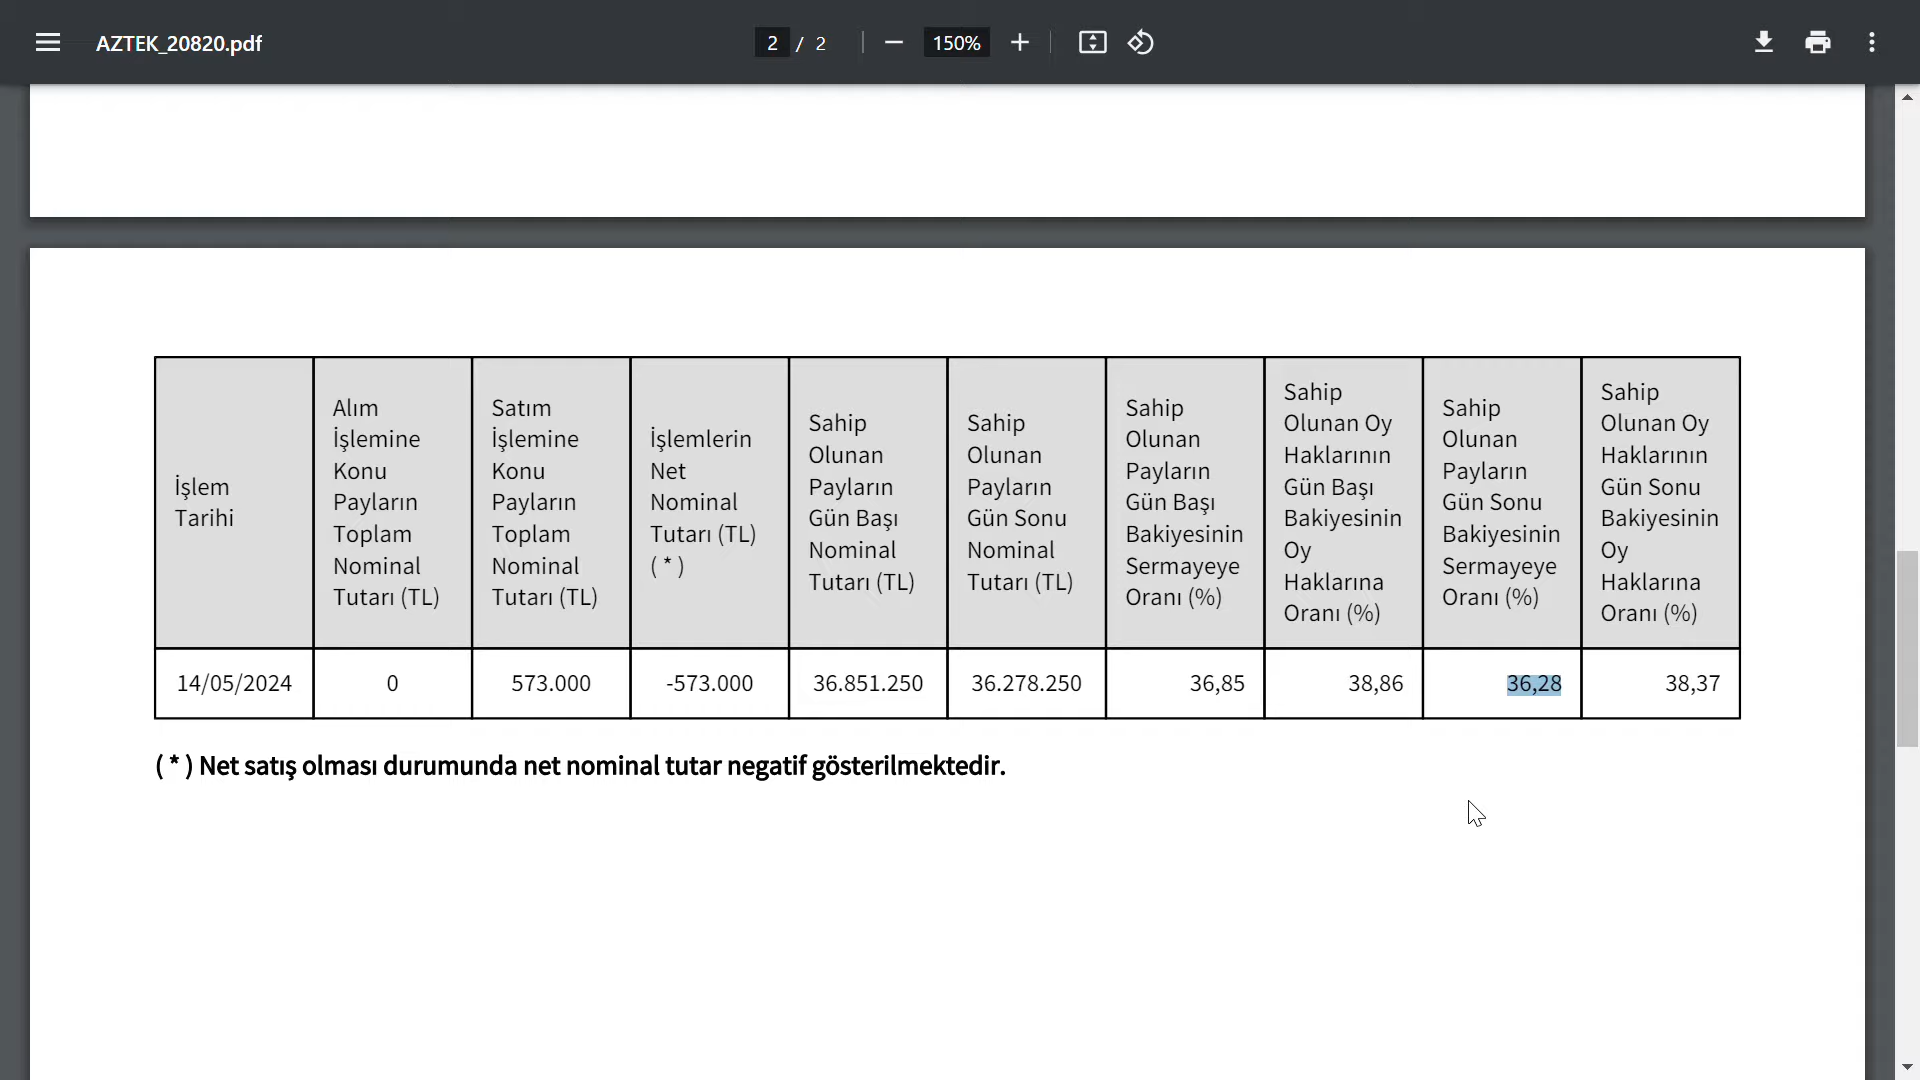 AZTEK_20820.pdf
2 / 2
150%
İşlem
Tarihi
Alım
İşlemine
Konu
Payların
Toplam
Nominal
Tutarı (TL)
Satım
İşlemine
Konu
Payların
Toplam
Nominal
Tutarı (TL)
İşlemlerin
Net
Nominal
Tutarı (TL)
( * )
Sahip
Olunan
Payların
Gün Başı
Nominal
Tutarı (TL)
Sahip
Olunan
Payların
Gün Sonu
Nominal
Tutarı (TL)
Sahip
Olunan
Payların
Gün Başı
Bakiyesinin
Sermayeye
Oranı (%)
Sahip
Olunan Oy
Haklarının
Gün Başı
Bakiyesinin
Oy
Haklarına
Oranı (%)
Sahip
Olunan
Payların
Gün Sonu
Bakiyesinin
Sermayeye
Oranı (%)
Sahip
Olunan Oy
Haklarının
Gün Sonu
Bakiyesinin
Oy
Haklarına
Oranı (%)
14/05/2024 0 573.000 -573.000 36.851.250 36.278.250 36,85 38,86 36,28 38,37
( * ) Net satış olması durumunda net nominal tutar negatif gösterilmektedir.